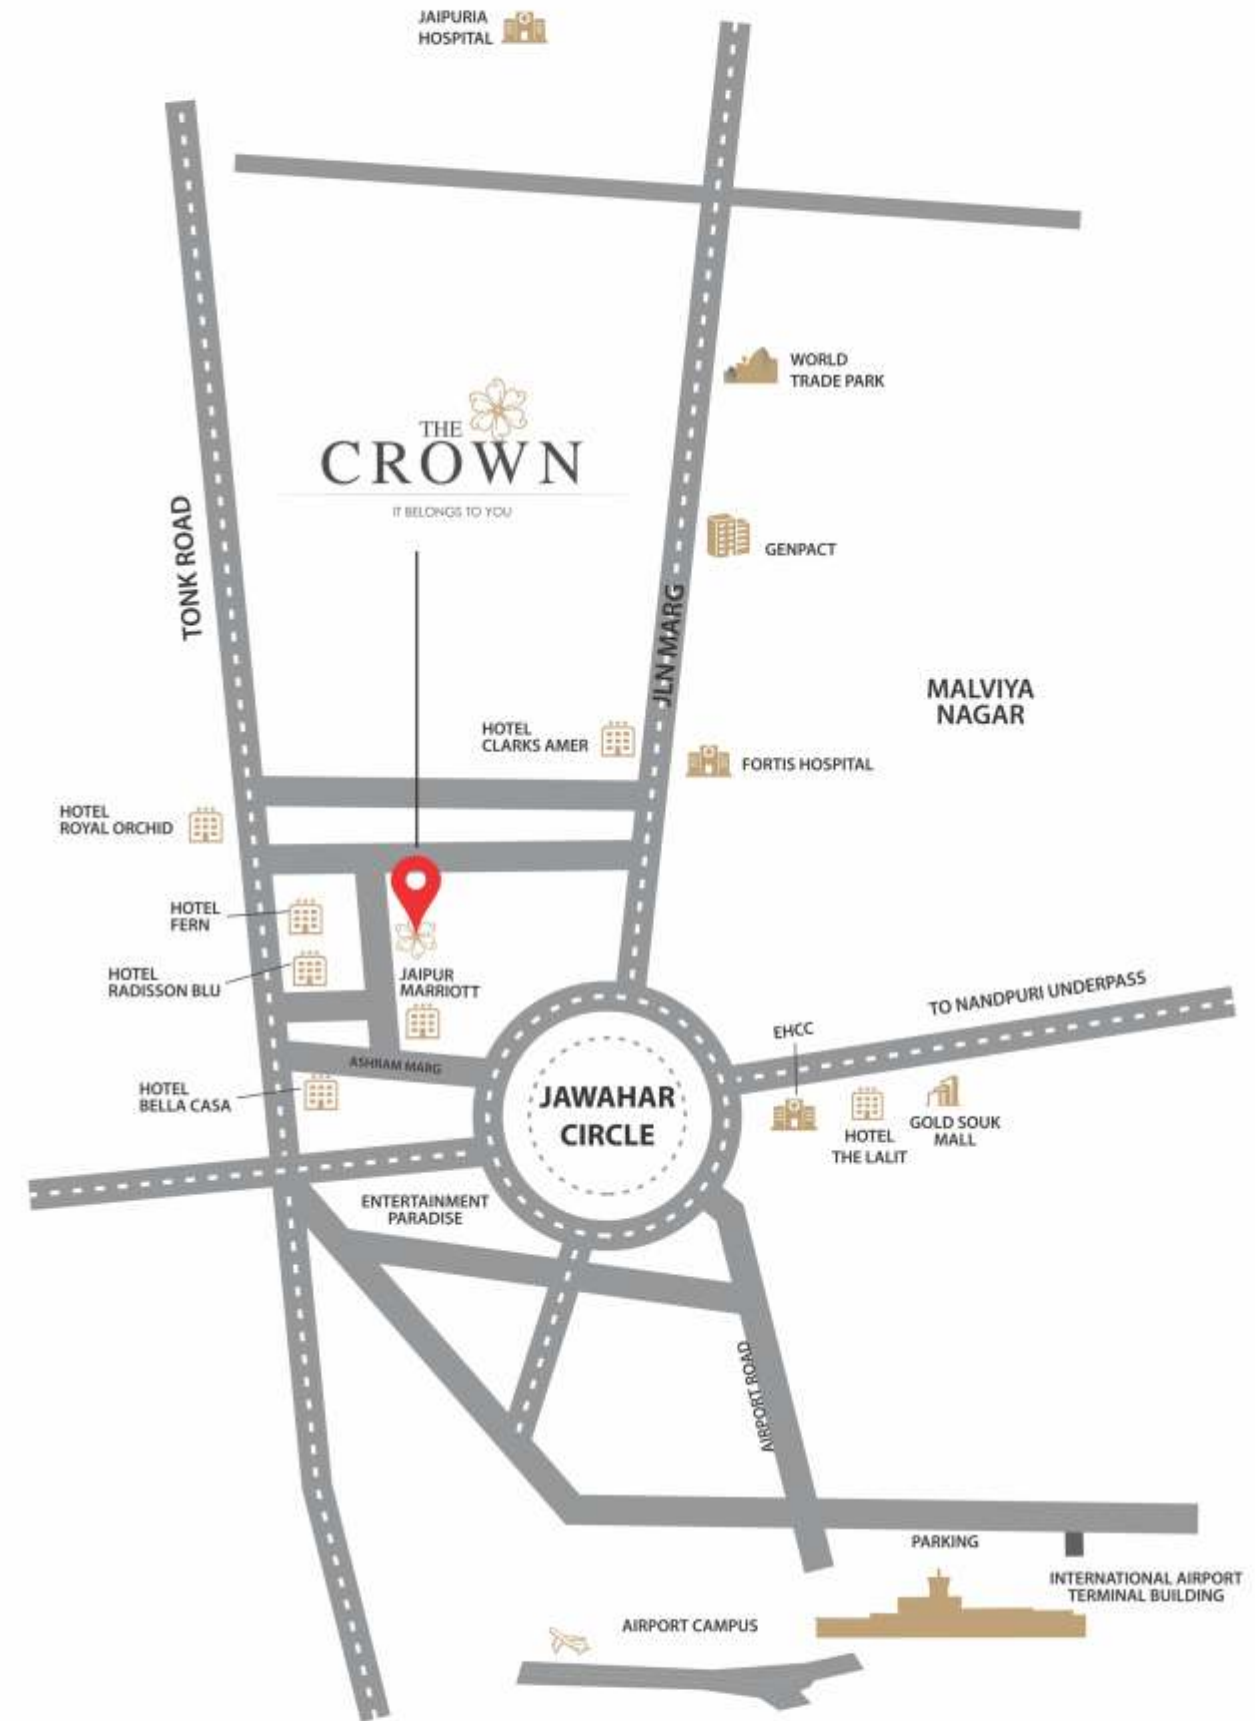 JAIPURIA
HOSPITAL
WORLD
TRADE PARK
THE
CROWN
IT BELONGS TO YOU
TONK ROAD
GENPACT
JLN MARG
MALVIYA
NAGAR
HOTEL
CLARKS AMER
FORTIS HOSPITAL
HOTEL
ROYAL ORCHID
HOTEL
FERN
HOTEL
RADISSON BLU
JAIPUR
MARRIOTT
TO NANDPURI UNDERPASS
EHCC
ASHRAM MARG
HOTEL
BELLA CASA
JAWAHAR
CIRCLE
HOTEL
THE LALIT
GOLD SOUK
MALL
ENTERTAINMENT
PARADISE
AIRPORT ROAD
PARKING
INTERNATIONAL AIRPORT
TERMINAL BUILDING
AIRPORT CAMPUS